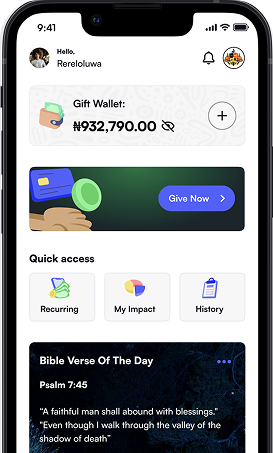 9:41
Hello,
Rereloluwa
Gift Wallet:
₦932,790.00
Give Now
Quick access
Recurring
My Impact
History
Bible Verse Of The Day
Psalm 7:45
“A faithful man shall abound with blessings."
"Even though I walk through the valley of the
shadow of death”